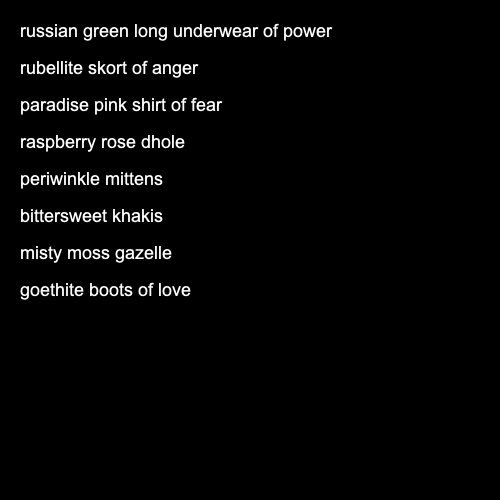 russian green long underwear of power
rubellite skort of anger
paradise pink shirt of fear
raspberry rose dhole
periwinkle mittens
bittersweet khakis
misty moss gazelle
goethite boots of love